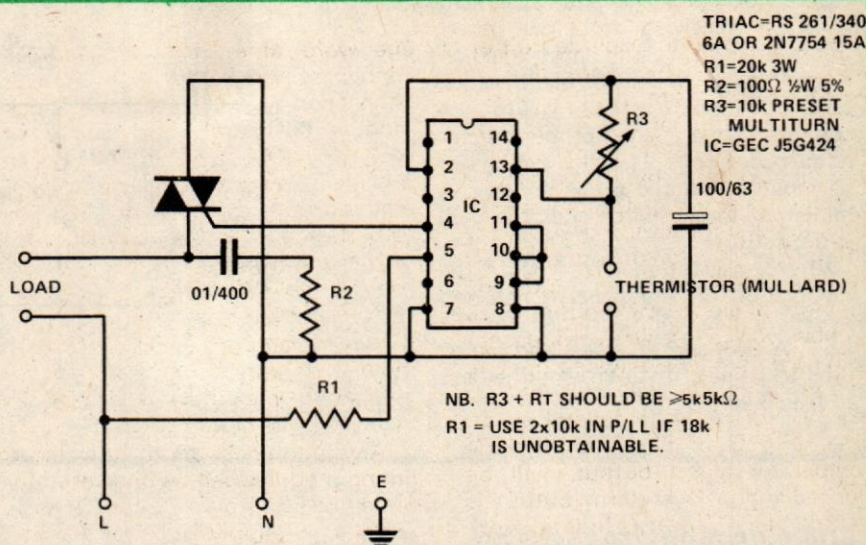 TRIAC=RS 261/340
6A OR 2N7754 15A
R1=20k 3W
R2=100Ω ½W 5%
R3=10k PRESET
MULTITURN
IC=GEC J5G424
R3
1 14
2 13
3 12
IC
4 11
5 10
6 9
7 8
100/63
LOAD
01/400
R2
THERMISTOR (MULLARD)
R1
NB. R3 + RT SHOULD BE ⩾5k5kΩ
R1 = USE 2x10k IN P/LL IF 18k
IS UNOBTAINABLE.
L
N
E